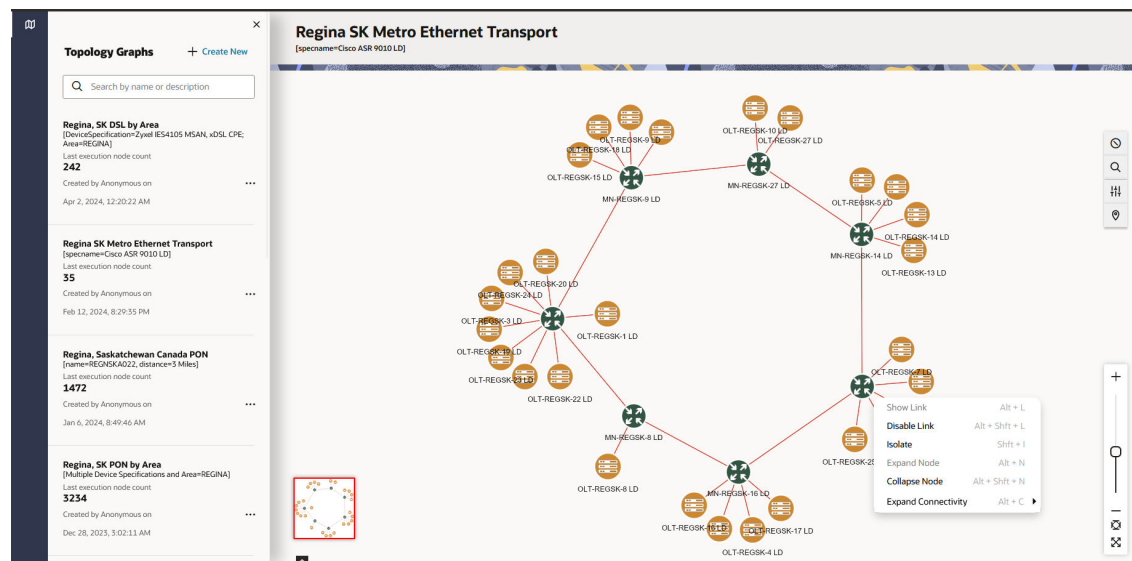 Topology Graphs
+ Create New
Search by name or description
Regina, SK DSL by Area
[DeviceSpecification=Zyxel IES4105 MSAN, xDSL CPE;
Area=REGINA]
Last execution node count
242
Created by Anonymous on
Apr 2, 2024, 12:20:22 AM
Regina SK Metro Ethernet Transport
[specname=Cisco ASR 9010 LD]
Last execution node count
35
Created by Anonymous on
Feb 12, 2024, 8:29:35 PM
Regina, Saskatchewan Canada PON
[name=REGNSKA022, distance=3 Miles]
Last execution node count
1472
Created by Anonymous on
Jan 6, 2024, 8:49:46 AM
Regina, SK PON by Area
[Multiple Device Specifications and Area=REGINA]
Last execution node count
3234
Created by Anonymous on
Dec 28, 2023, 3:02:11 AM
Regina SK Metro Ethernet Transport
[specname=Cisco ASR 9010 LD]
OLT-REGSK-10 LD
OLT-REGSK-9 LD
OLT-REGSK-27 LD
OLT-REGSK-18 LD
OLT-REGSK-15 LD
MN-REGSK-27 LD
MN-REGSK-9 LD
OLT-REGSK-5 LD
OLT-REGSK-14 LD
MN-REGSK-14 LD
OLT-REGSK-13 LD
OLT-REGSK-20 LD
OLT-REGSK-24 LD
OLT-REGSK-3 LD
OLT-REGSK-1 LD
OLT-REGSK-19 LD
OLT-REGSK-7 LD
OLT-REGSK-23 LD
OLT-REGSK-22 LD
MN-REGSK-8 LD
OLT-REGSK-25
OLT-REGSK-8 LD
MN-REGSK-16 LD
OLT-REGSK-16 LD
OLT-REGSK-17 LD
OLT-REGSK-4 LD
Show Link Alt + L
Disable Link Alt + Shft + L
Isolate Shft + I
Expand Node Alt + N
Collapse Node Alt + Shft + N
Expand Connectivity Alt + C